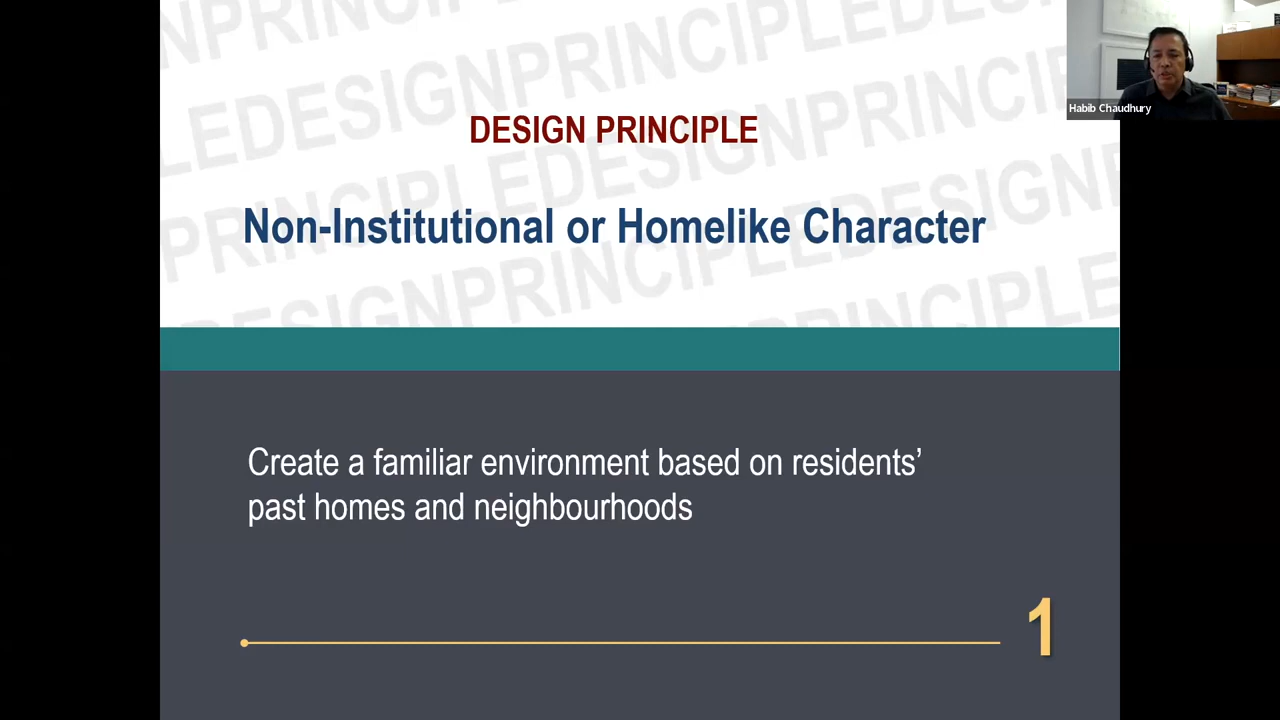 DESIGN PRINCIPLE
Habib Chaudhury
Non-Institutional or Homelike Character
Create a familiar environment based on residents’
past homes and neighbourhoods
1